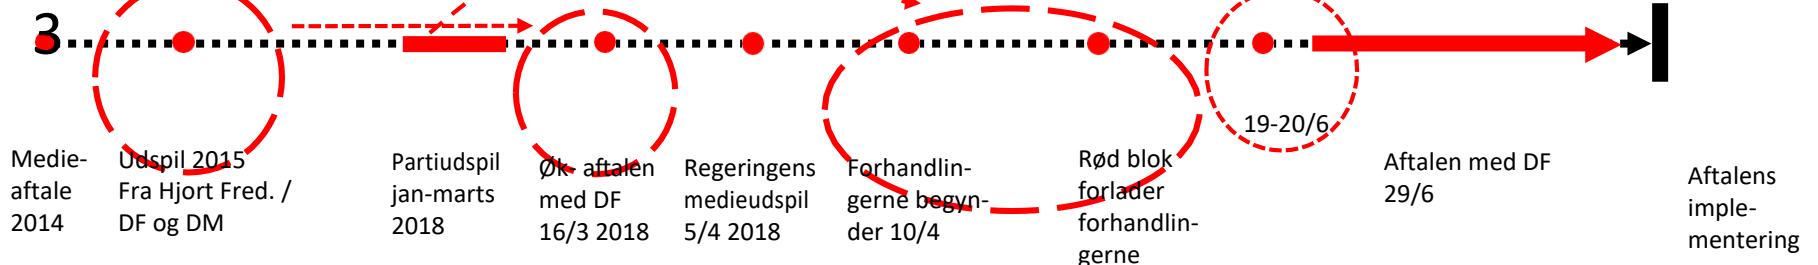 3
Medie-
aftale
2014
Udspil 2015
Fra Hjort Fred. /
DF og DM
Partiudspil
jan-marts
2018
Øk- aftalen
med DF
16/3 2018
Regeringens
medieudspil
5/4 2018
Forhandlin-
gerne begyn-
der 10/4
Rød blok
forlader
forhandlin-
gerne
19-20/6
Aftalen med DF
29/6
Aftalens
imple-
mentering